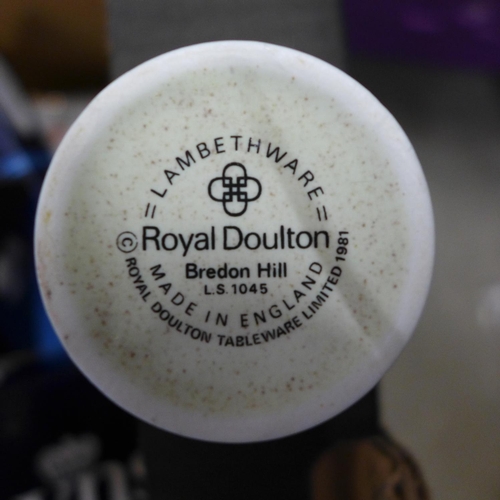 =LAMBETHWARE=
Royal Doulton
Bredon Hill
L.S.1045
MADE IN ENGLAND
© ROYAL DOULTON TABLEWARE LIMITED 1981